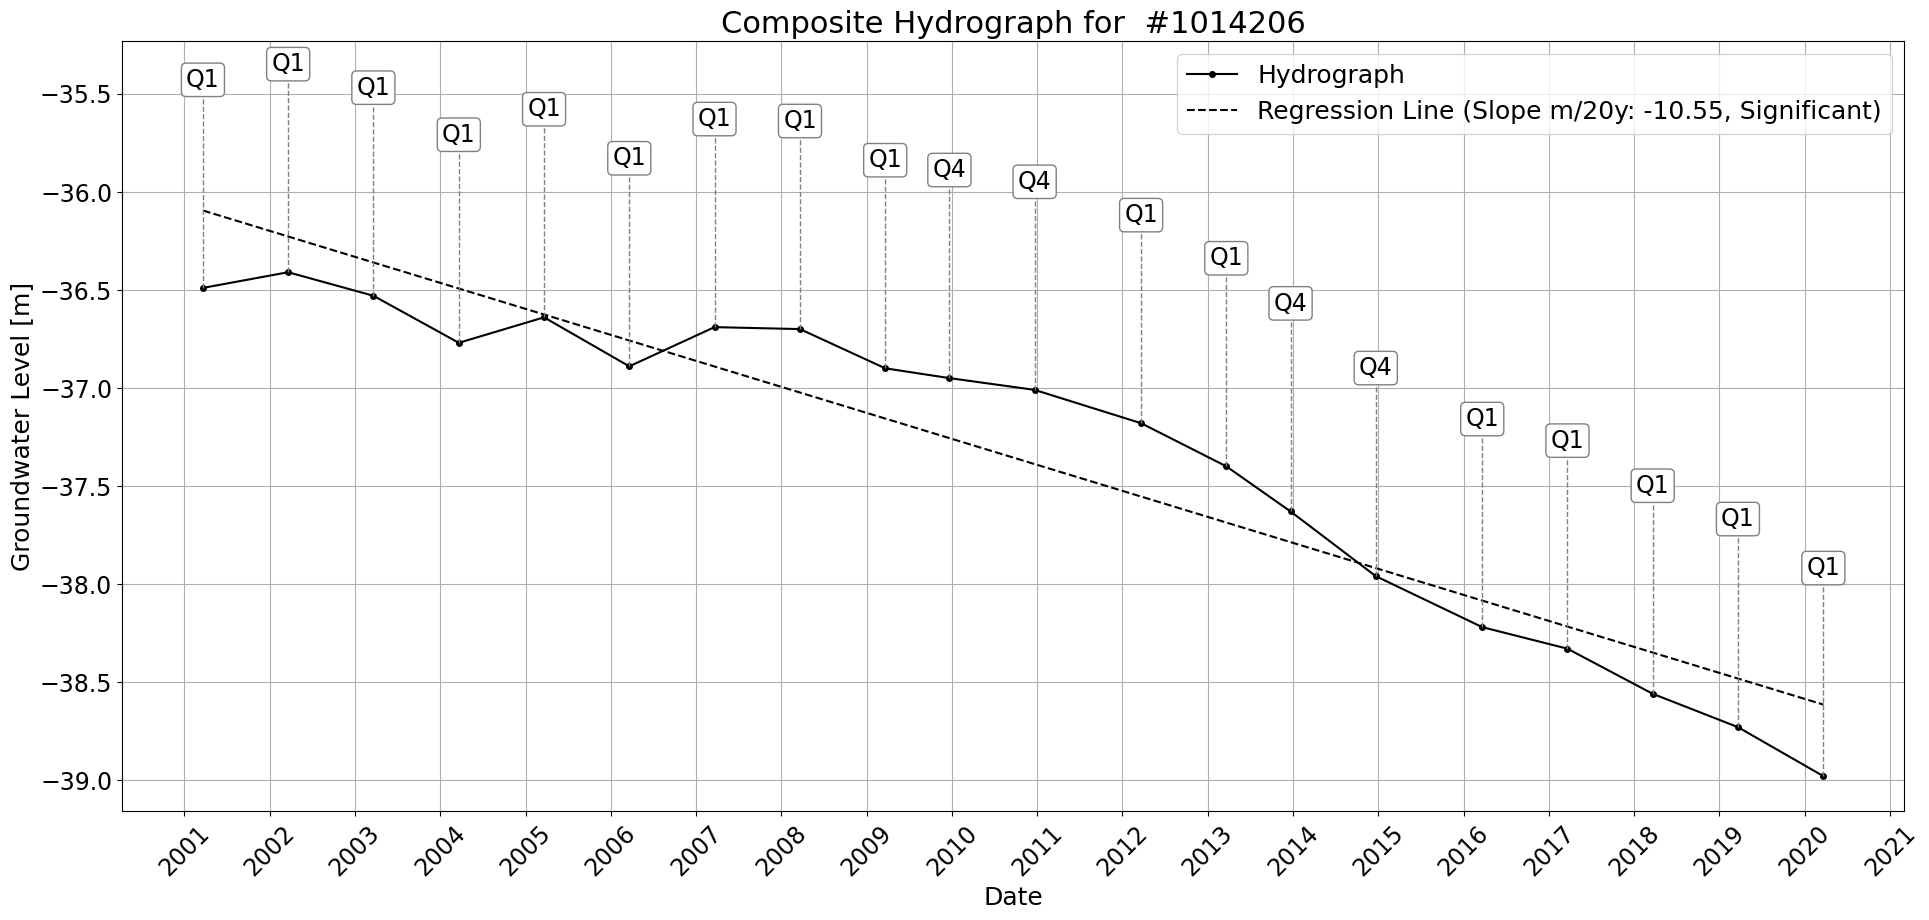 Composite Hydrograph for  #1014206
Hydrograph
Regression Line (Slope m/20y: -10.55, Significant)
Q1
Q1
Q1
Q1
Q1
Q1
Q1
Q1
Q1
Q4
Q4
Q1
Q1
Q4
Q4
Q1
Q1
Q1
Q1
Q1
Groundwater Level [m]
−35.5
−36.0
−36.5
−37.0
−37.5
−38.0
−38.5
−39.0
2001
2002
2003
2004
2005
2006
2007
2008
2009
2010
2011
2012
2013
2014
2015
2016
2017
2018
2019
2020
2021
Date